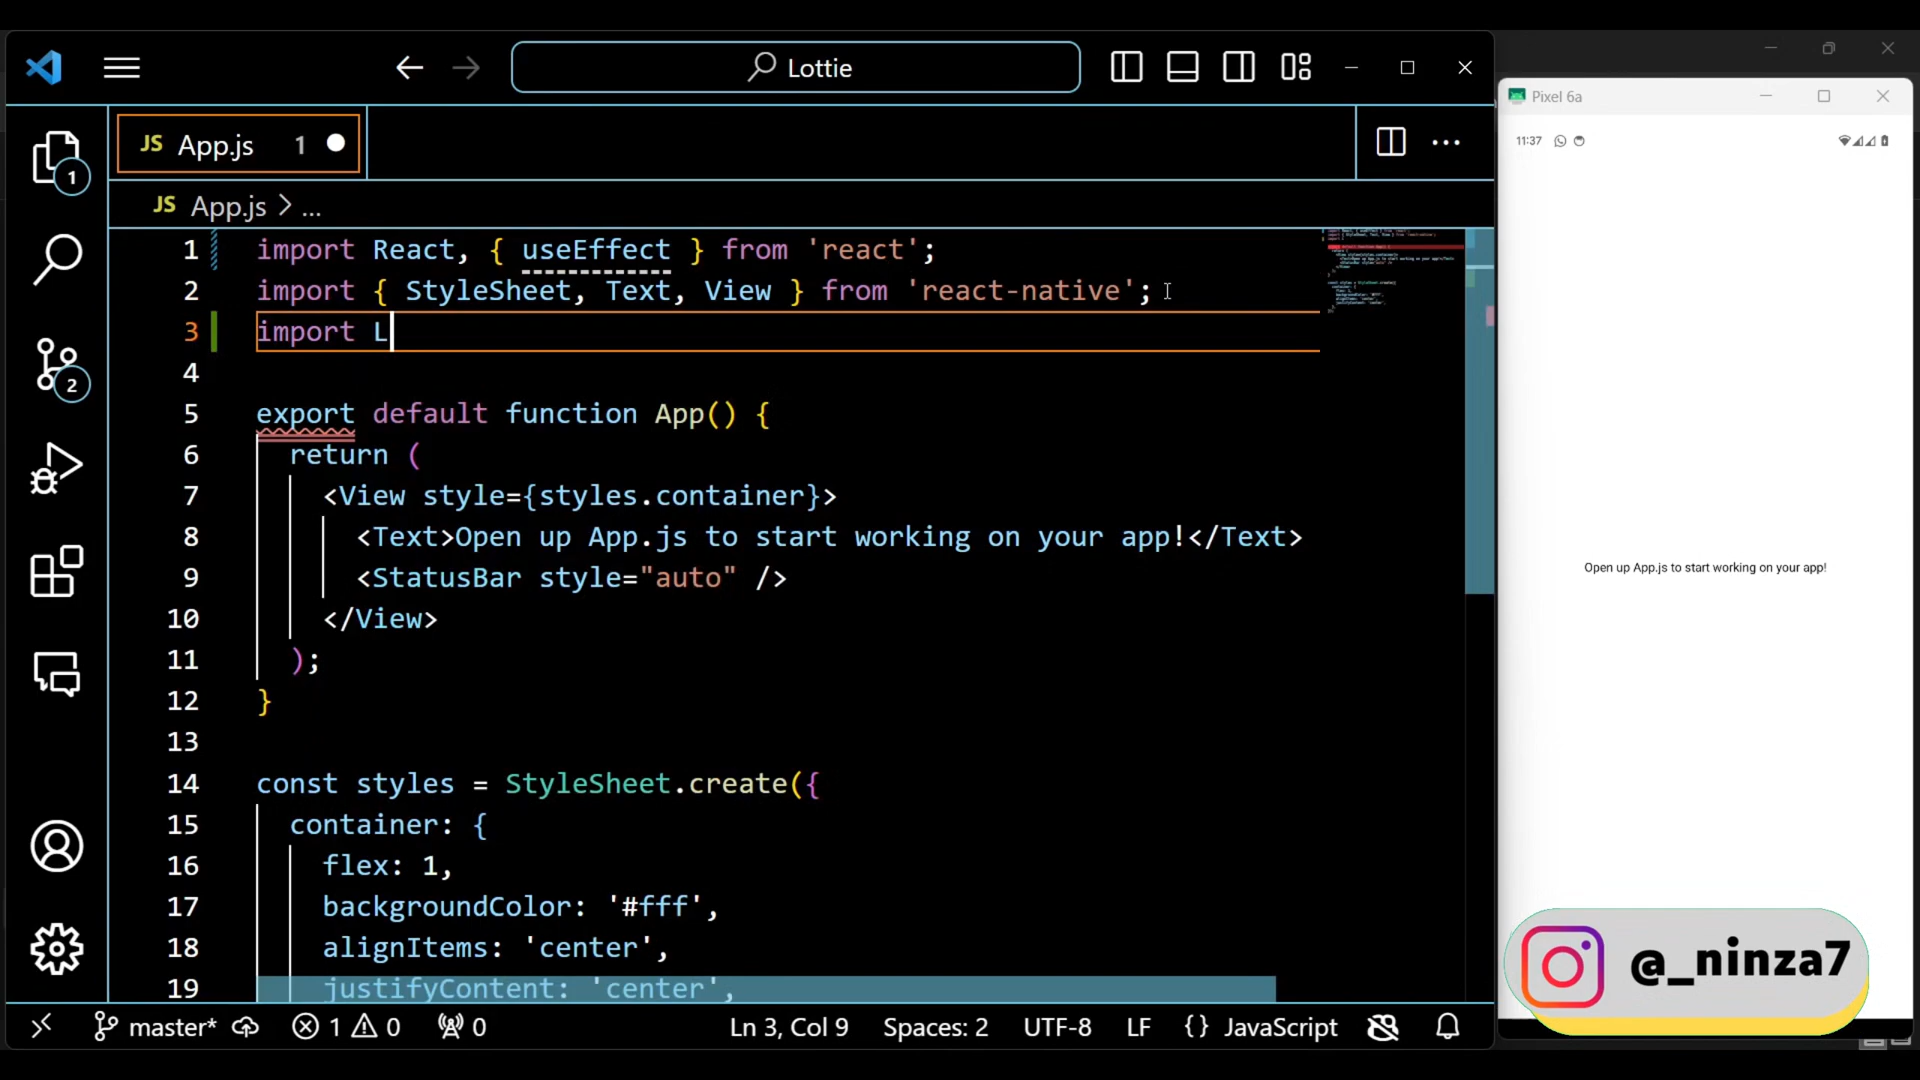 Lottie
JS App.js 1
JS App.js > ...
1 import React, { useEffect } from 'react';
2 import { StyleSheet, Text, View } from 'react-native';
3 import L
4
5 export default function App() {
6 return (
7 <View style={styles.container}>
8 <Text>Open up App.js to start working on your app!</Text>
9 <StatusBar style="auto" />
10 </View>
11 );
12 }
13
14 const styles = StyleSheet.create({
15 container: {
16 flex: 1,
17 backgroundColor: '#fff',
18 alignItems: 'center',
19 justifyContent: 'center',
1
2
master* 1 0 0 Ln 3, Col 9 Spaces: 2 UTF-8 LF {} JavaScript
Pixel 6a
11:37
Open up App.js to start working on your app!
@_ninza7